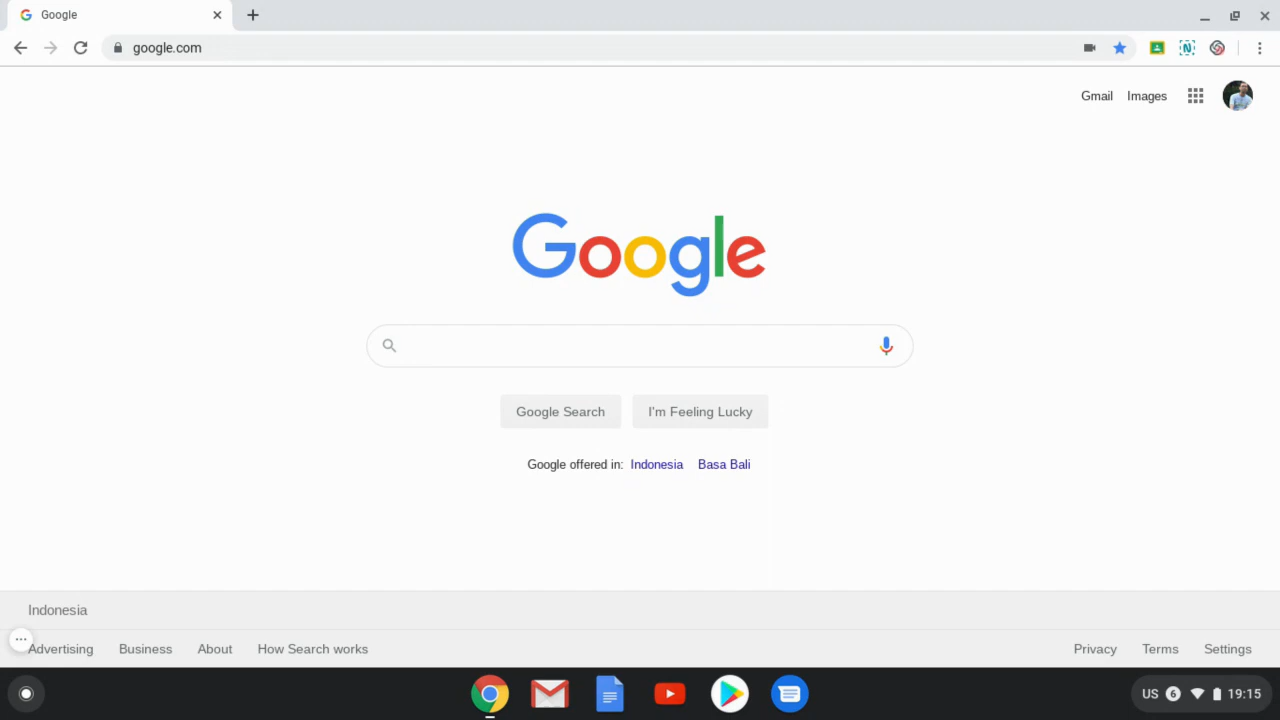 Google
google.com
Gmail Images
Google
Google Search I'm Feeling Lucky
Google offered in: Indonesia Basa Bali
Indonesia
Advertising Business About How Search works Privacy Terms Settings
US 6 19:15